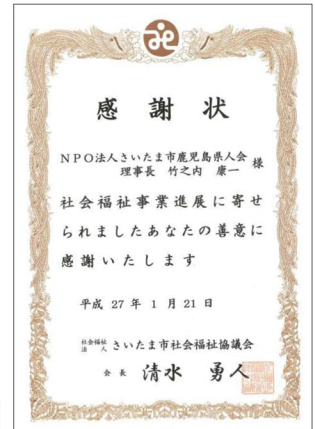 感謝状
NPO法人さいたま市鹿児島県人会
理事長 竹之内 康一 様
社会福祉事業進展に寄せ
られましたあなたの善意に
感謝いたします
平成 27 年 1 月 21 日
社会福祉法人 さいたま市社会福祉協議会
会長 清水 勇人